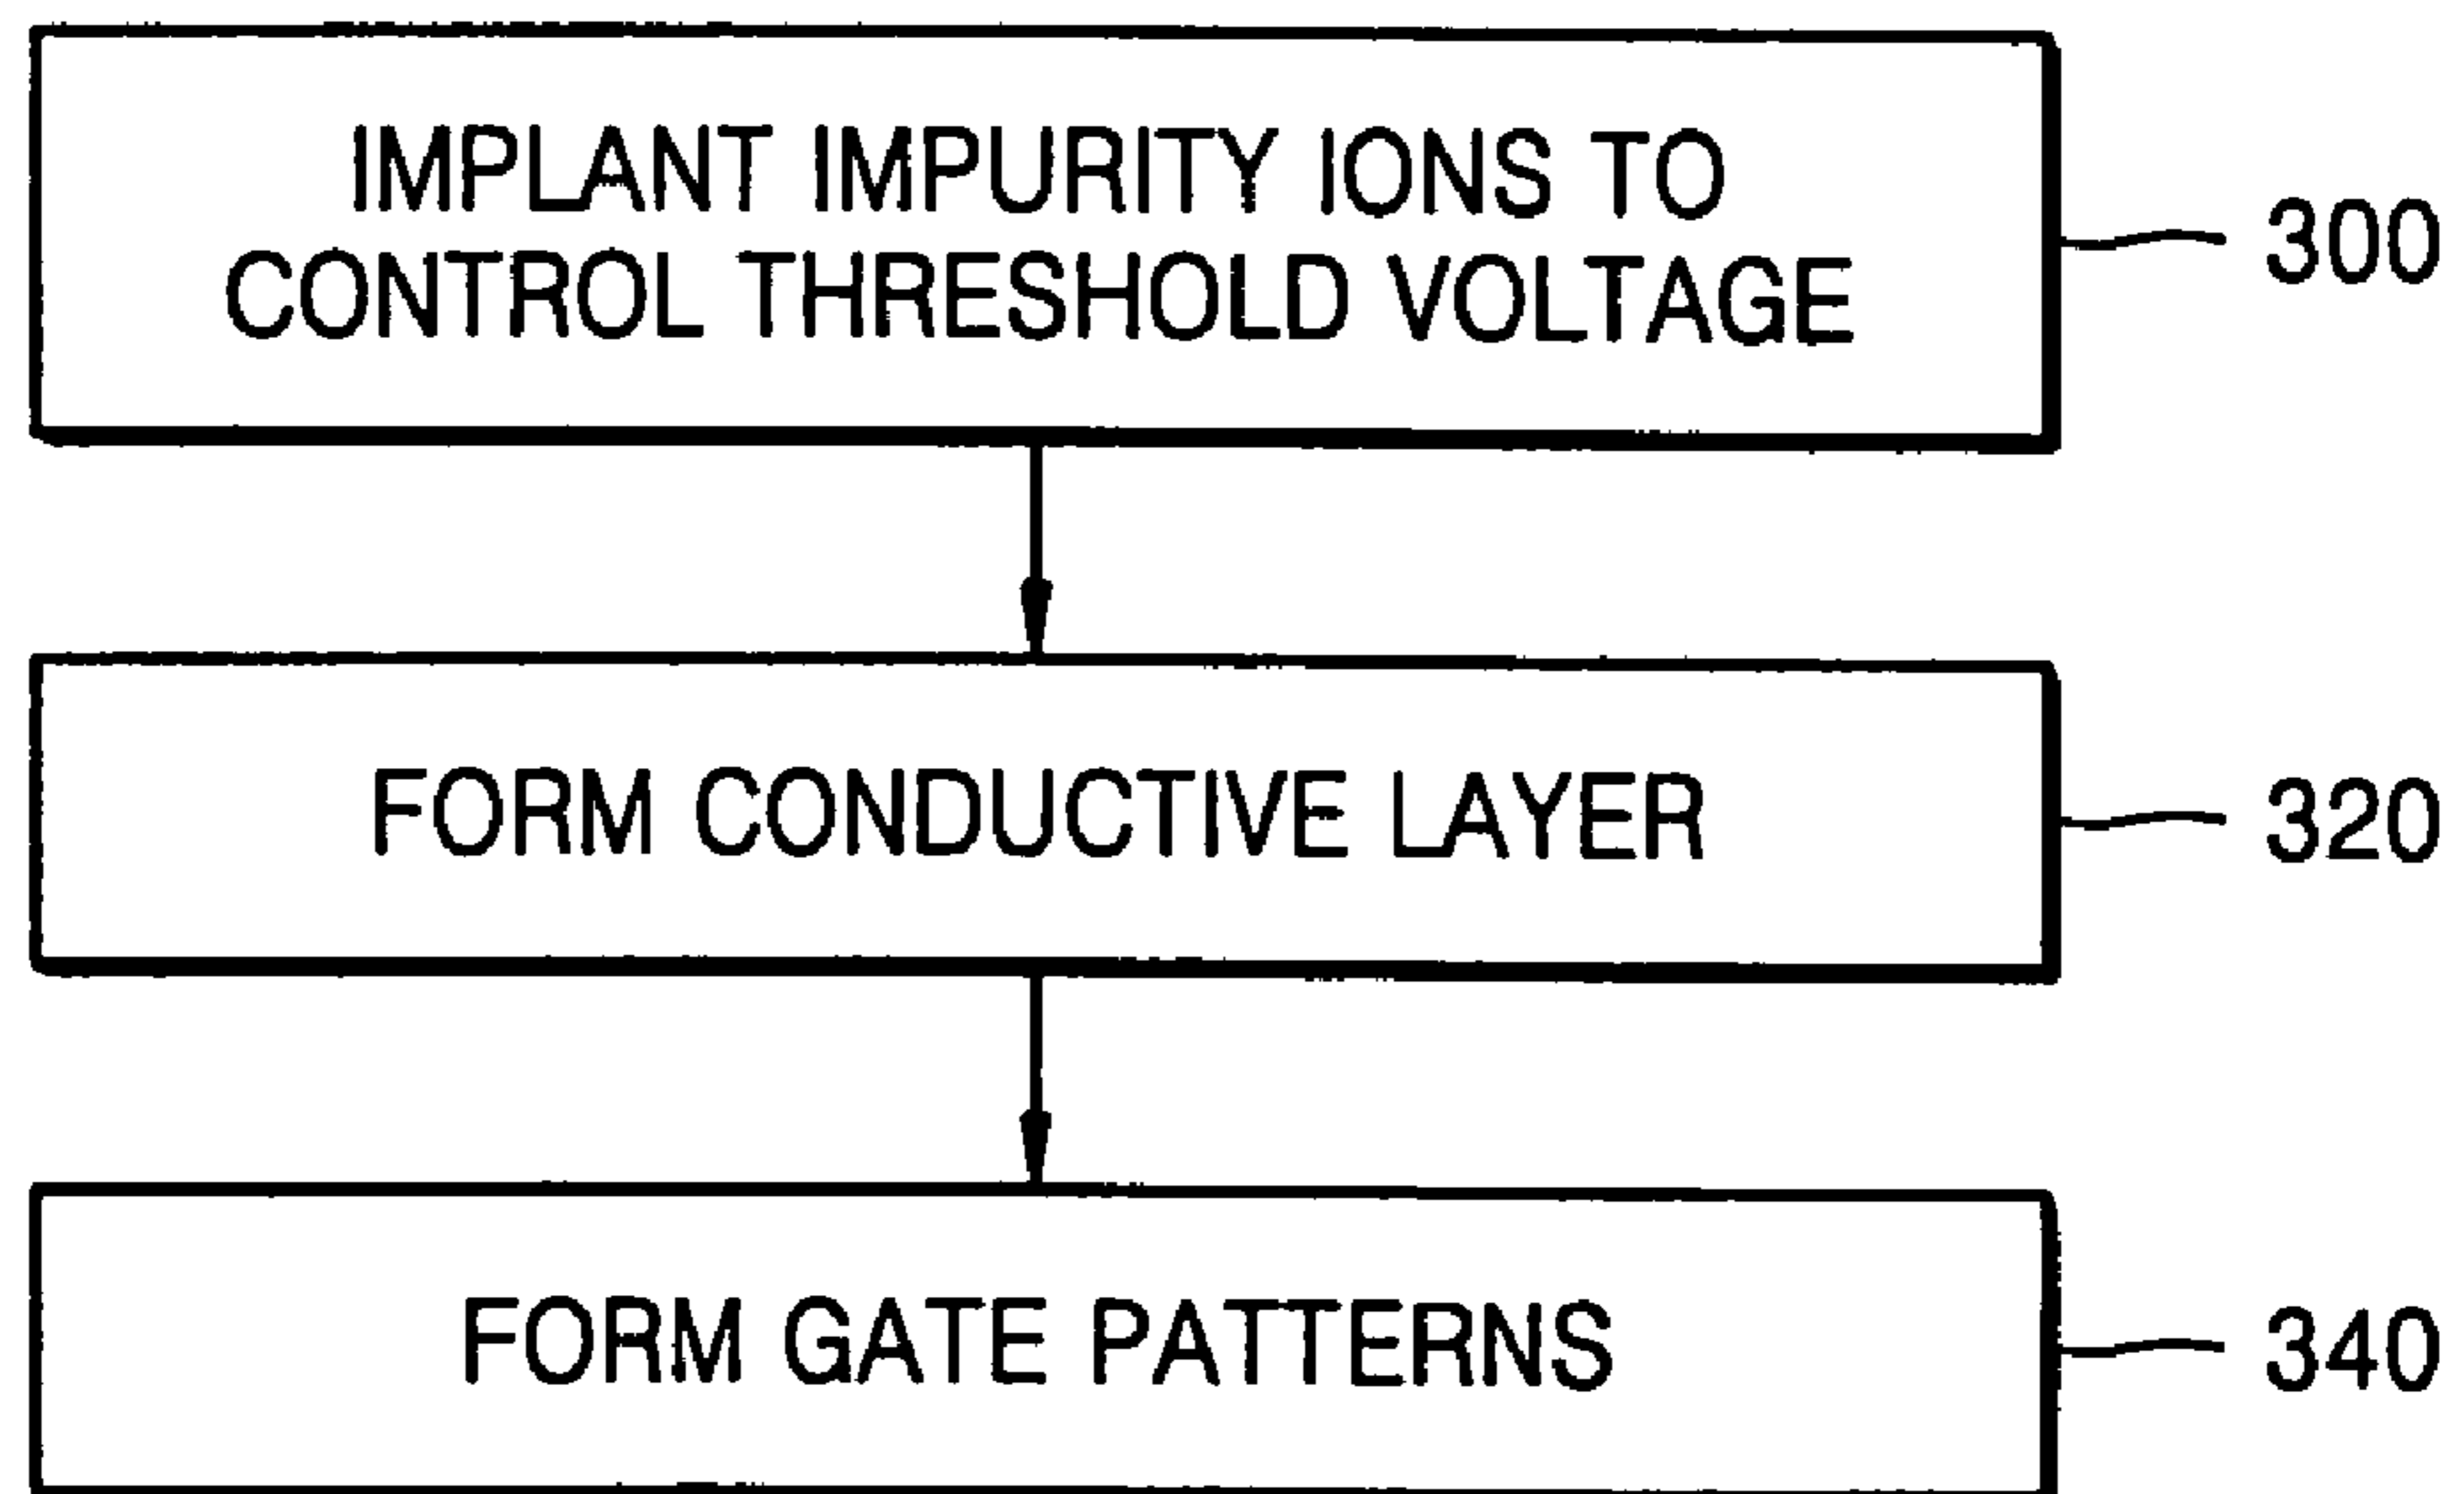 IMPLANT IMPURITY IONS TO
CONTROL THRESHOLD VOLTAGE
300
FORM CONDUCTIVE LAYER
320
FORM GATE PATTERNS
340